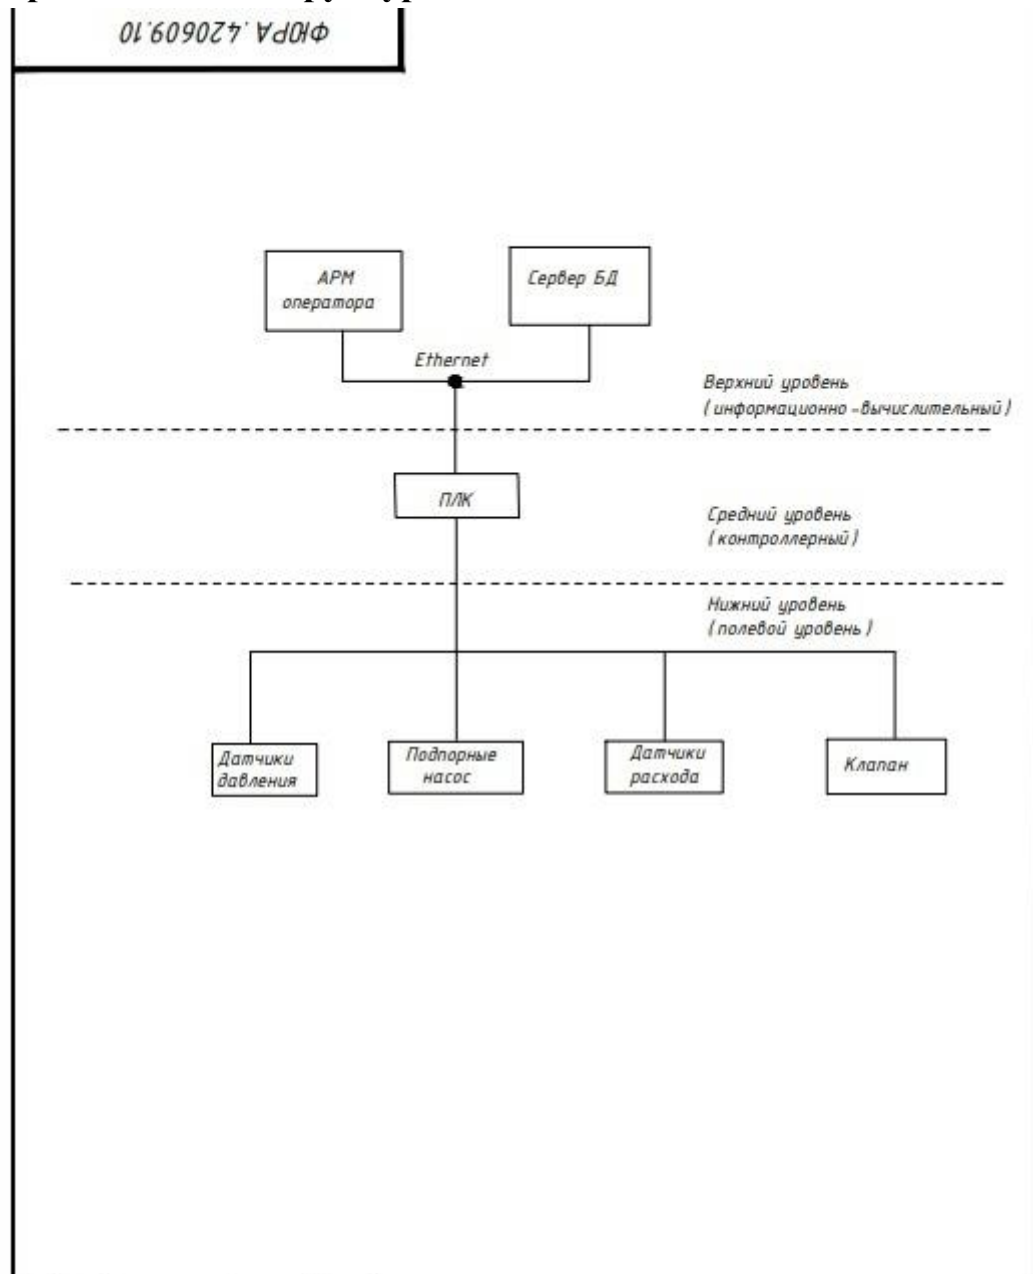 ФЮРА.420609.10
АРМ
оператора
Сервер БД
Ethernet
Верхний уровень
(информационно-вычислительный)
ПЛК
Средний уровень
(контроллерный)
Нижний уровень
(полевой уровень)
Датчики
давления
Подпорные
насос
Датчики
расхода
Клапан